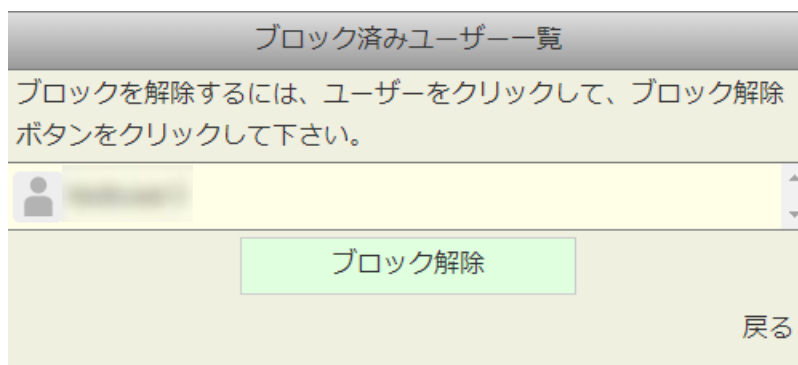 ブロック済みユーザー一覧
ブロックを解除するには、ユーザーをクリックして、ブロック解除
ボタンをクリックして下さい。
ブロック解除
戻る